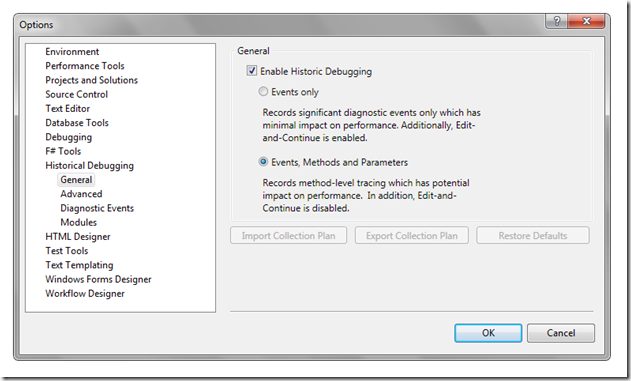 Options
Environment
Performance Tools
Projects and Solutions
Source Control
Text Editor
Database Tools
Debugging
F# Tools
Historical Debugging
General
Advanced
Diagnostic Events
Modules
HTML Designer
Test Tools
Text Templating
Windows Forms Designer
Workflow Designer
General
Enable Historic Debugging
Events only
Records significant diagnostic events only which has
minimal impact on performance. Additionally, Edit-
and-Continue is enabled.
Events, Methods and Parameters
Records method-level tracing which has potential
impact on performance. In addition, Edit-and-
Continue is disabled.
Import Collection Plan
Export Collection Plan
Restore Defaults
OK
Cancel